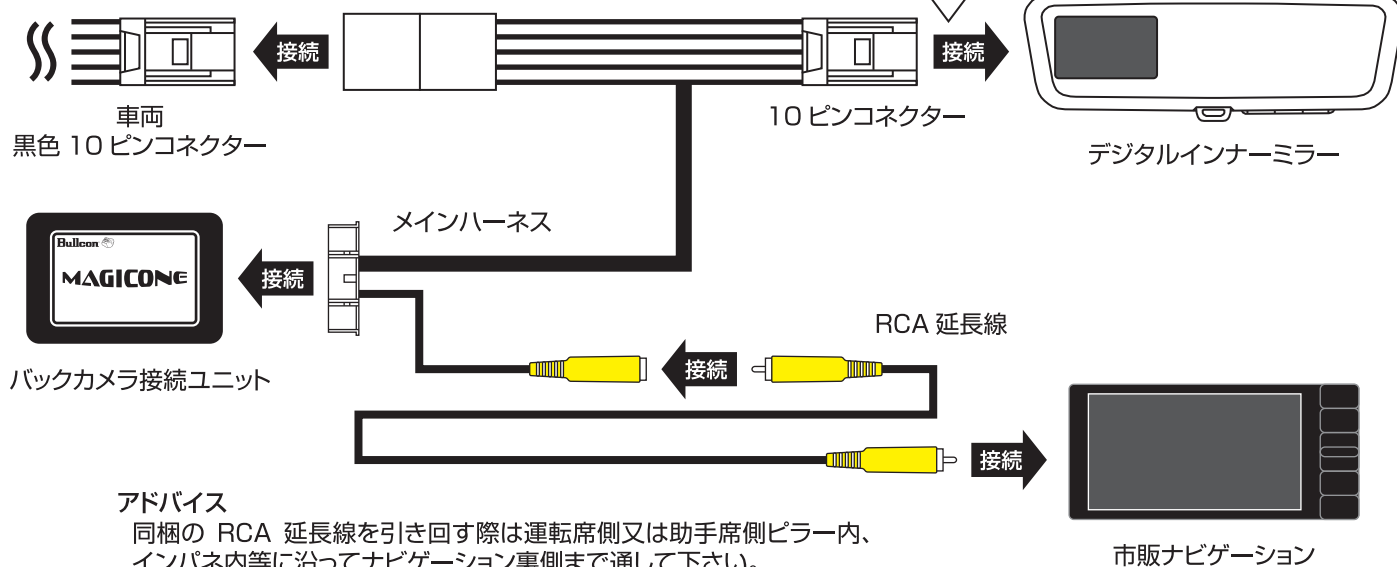 接続
接続
車両
黒色 10 ピンコネクター
10 ピンコネクター
デジタルインナーミラー
メインハーネス
Bullcon
MAGICONE
接続
バックカメラ接続ユニット
RCA 延長線
接続
接続
アドバイス
同梱の RCA 延長線を引き回す際は運転席側又は助手席側ピラー内、
インパネ内等に沿ってナビゲーション裏側まで通して下さい。
市販ナビゲーション